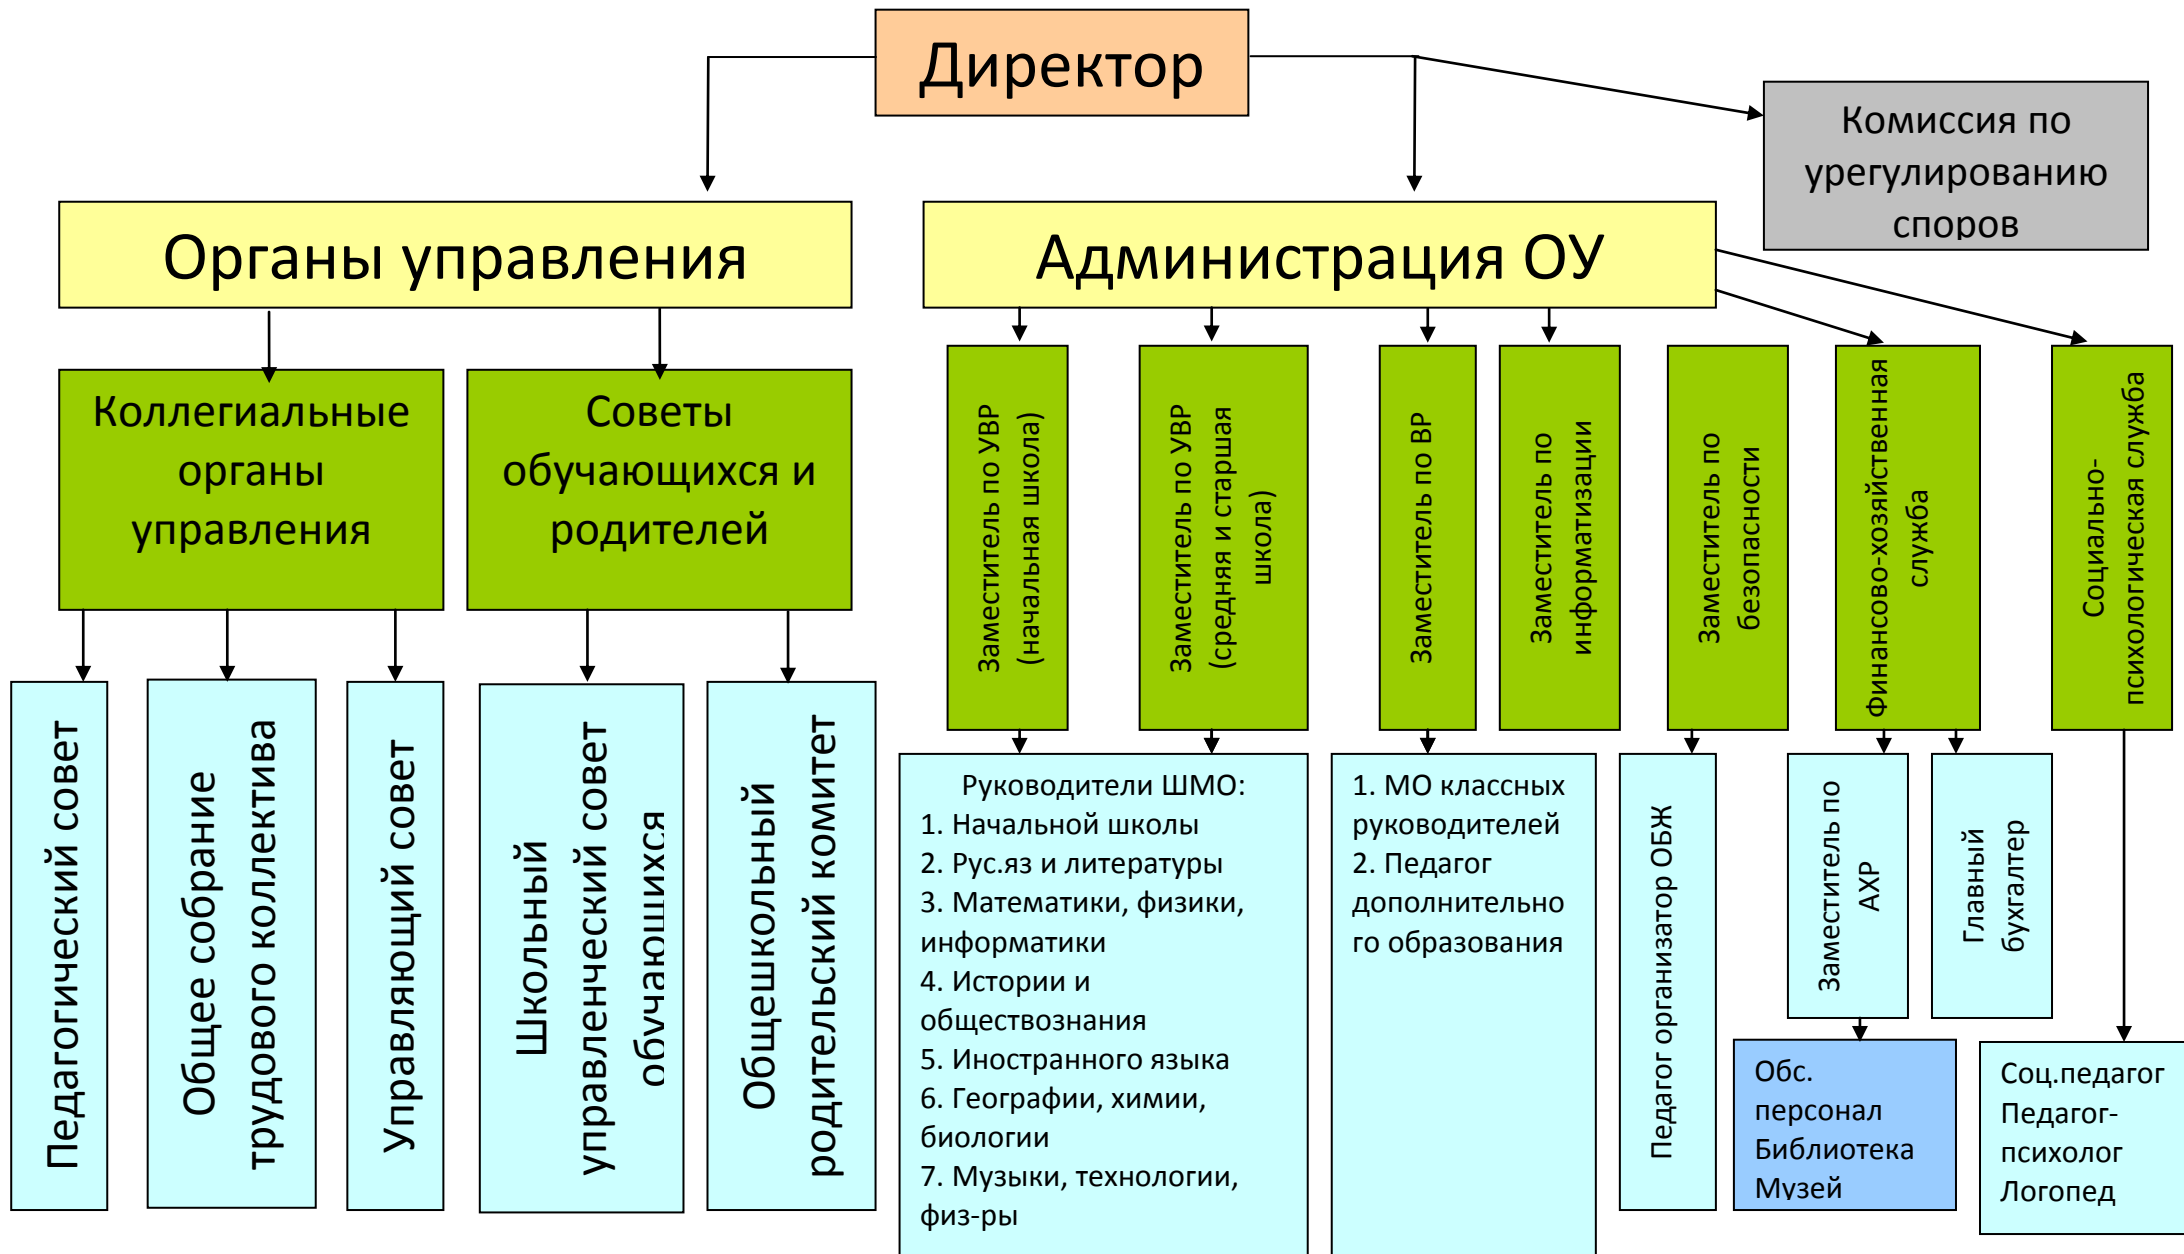 Директор
Комиссия по
урегулированию
споров
Органы управления
Администрация ОУ
Коллегиальные
органы
управления
Советы
обучающихся и
родителей
Заместитель по УВР
(начальная школа)
Заместитель по УВР
(средняя и старшая
школа)
Заместитель по ВР
Заместитель по
информатизации
Заместитель по
безопасности
Финансово-хозяйственная
служба
Социально-
психологическая служба
Педагогический совет
Общее собрание
трудового коллектива
Управляющий совет
Школьный
управленческий совет
обучающихся
Общешкольный
родительский комитет
Руководители ШМО:
1. Начальной школы
2. Рус.яз и литературы
3. Математики, физики,
информатики
4. Истории и
обществознания
5. Иностранного языка
6. Географии, химии,
биологии
7. Музыки, технологии,
физ-ры
1. МО классных
руководителей
2. Педагог
дополнительно
го образования
Педагог организатор ОБЖ
Заместитель по
АХР
Главный
бухгалтер
Обс.
персонал
Библиотека
Музей
Соц.педагог
Педагог-
психолог
Логопед